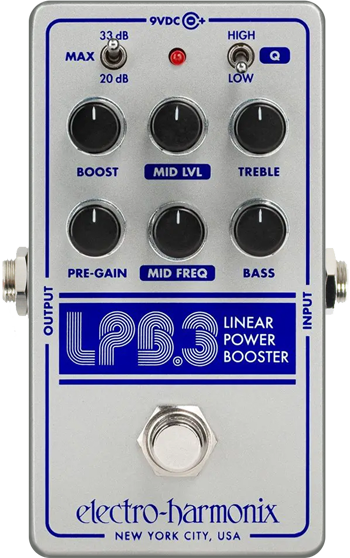 9VDC +
33 dB
MAX
20 dB
HIGH
Q
LOW
BOOST
MID LVL
TREBLE
PRE-GAIN
MID FREQ
BASS
OUTPUT
INPUT
LPB.3
LINEAR
POWER
BOOSTER
electro-harmonix
NEW YORK CITY, USA